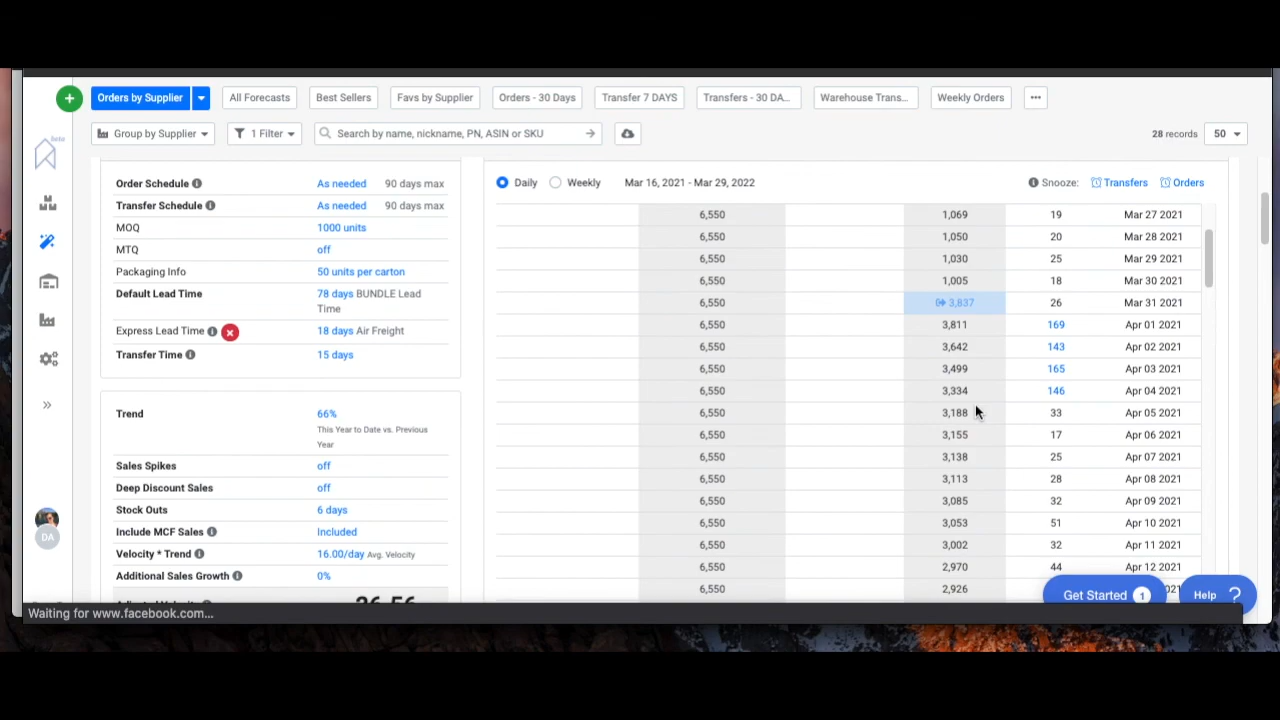 Orders by Supplier
All Forecasts
Best Sellers
Favs by Supplier
Orders - 30 Days
Transfer 7 DAYS
Transfers - 30 DA...
Warehouse Trans...
Weekly Orders
beta
Group by Supplier
1 Filter
Search by name, nickname, PN, ASIN or SKU
28 records
50
Order Schedule As needed 90 days max
Transfer Schedule As needed 90 days max
MOQ 1000 units
MTQ off
Packaging Info 50 units per carton
Default Lead Time 78 days BUNDLE Lead
Time
Express Lead Time 18 days Air Freight
Transfer Time 15 days
Trend 66%
This Year to Date vs. Previous
Year
Sales Spikes off
Deep Discount Sales off
Stock Outs 6 days
Include MCF Sales Included
Velocity * Trend 16.00/day Avg. Velocity
Additional Sales Growth 0%
Daily Weekly Mar 16, 2021 - Mar 29, 2022 Snooze: Transfers Orders
6,550 1,069 19 Mar 27 2021
6,550 1,050 20 Mar 28 2021
6,550 1,030 25 Mar 29 2021
6,550 1,005 18 Mar 30 2021
6,550 3,837 26 Mar 31 2021
6,550 3,811 169 Apr 01 2021
6,550 3,642 143 Apr 02 2021
6,550 3,499 165 Apr 03 2021
6,550 3,334 146 Apr 04 2021
6,550 3,188 33 Apr 05 2021
6,550 3,155 17 Apr 06 2021
6,550 3,138 25 Apr 07 2021
6,550 3,113 28 Apr 08 2021
6,550 3,085 32 Apr 09 2021
6,550 3,053 51 Apr 10 2021
6,550 3,002 32 Apr 11 2021
6,550 2,970 44 Apr 12 2021
6,550 2,926
Get Started 1
Help ?
DA
Waiting for www.facebook.com...